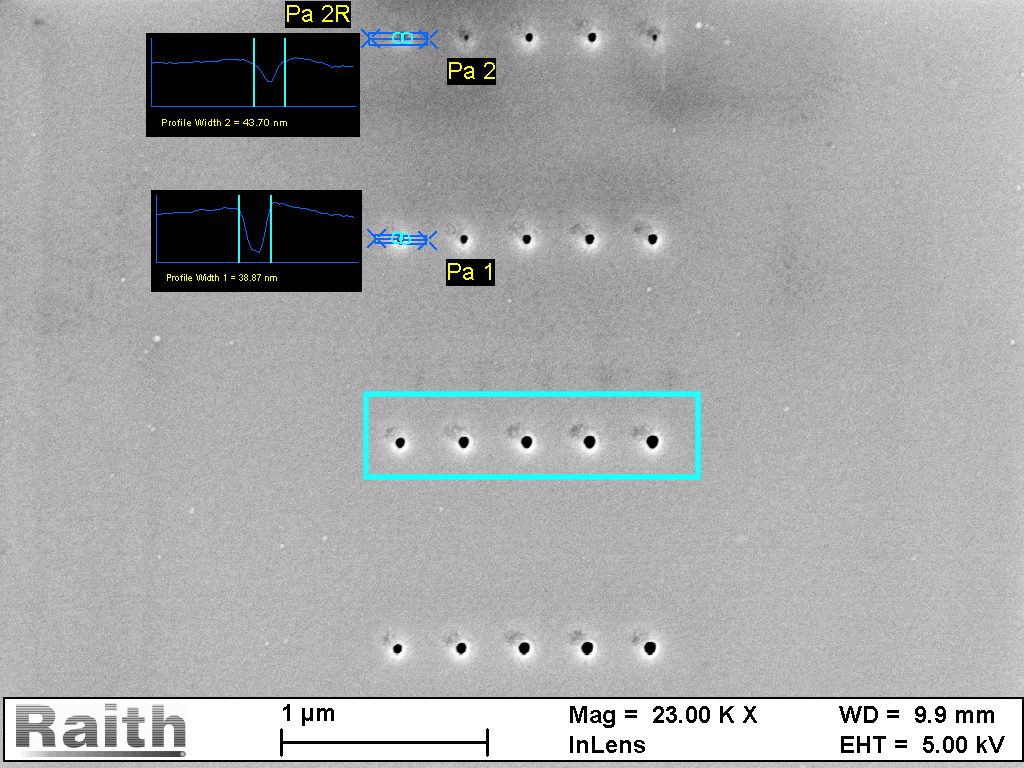 Pa 2R
Pa 2
Profile Width 2 = 43.70 nm
Pa 1
Profile Width 1 = 38.87 nm
Raith
1 µm
Mag = 23.00 K X
WD = 9.9 mm
InLens
EHT = 5.00 kV